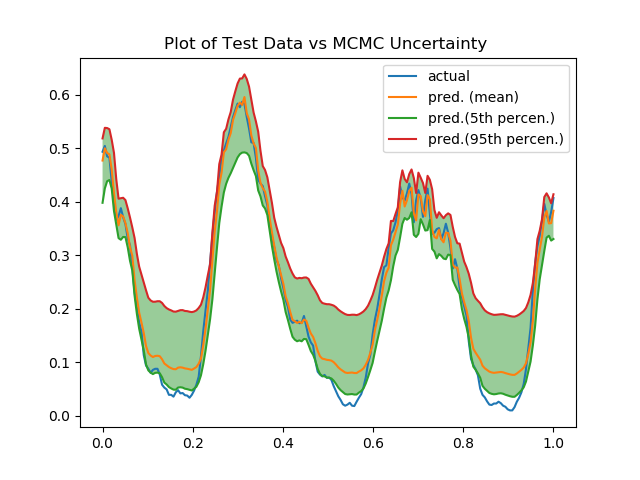 Plot of Test Data vs MCMC Uncertainty
actual
pred. (mean)
pred.(5th percen.)
pred.(95th percen.)
0.6
0.5
0.4
0.3
0.2
0.1
0.0
0.0 0.2 0.4 0.6 0.8 1.0